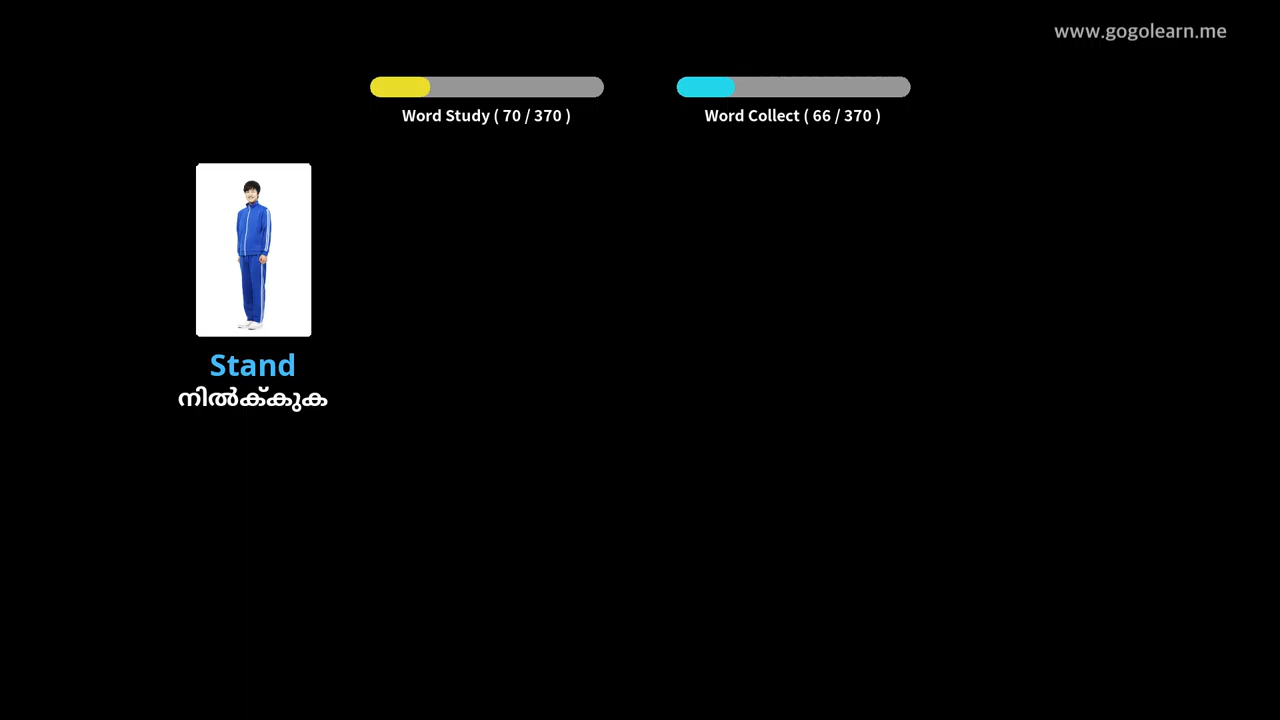 www.gogolearn.me
Word Study ( 70 / 370 )
Word Collect ( 66 / 370 )
Stand
നിൽക്കുക